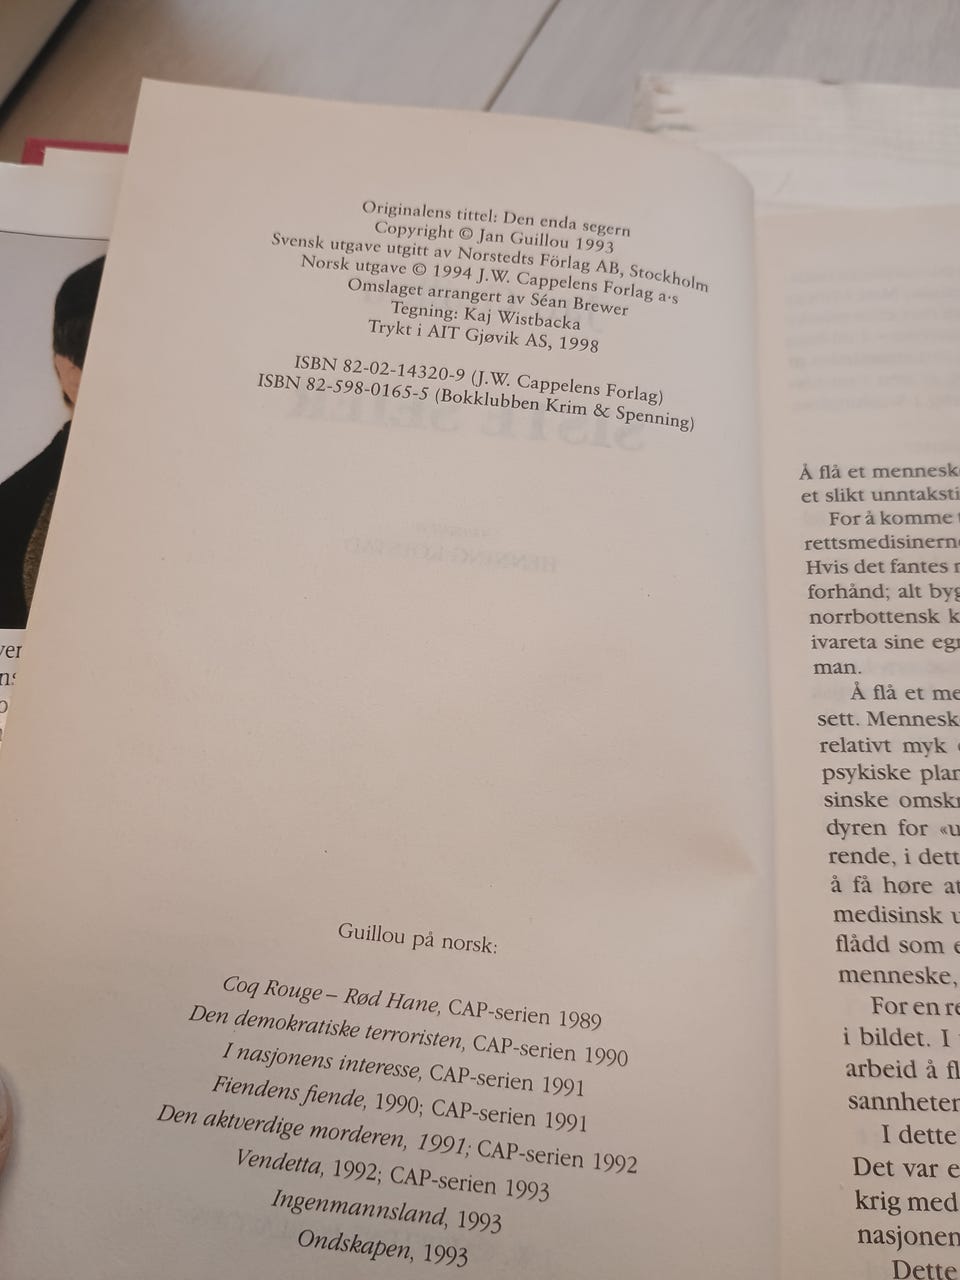 Originalens tittel: Den enda segern
Copyright © Jan Guillou 1993
Svensk utgave utgitt av Norstedts Förlag AB, Stockholm
Norsk utgave © 1994 J.W. Cappelens Forlag a·s
Omslaget arrangert av Séan Brewer
Tegning: Kaj Wistbacka
Trykt i AIT Gjøvik AS, 1998
ISBN 82-02-14320-9 (J.W. Cappelens Forlag)
ISBN 82-598-0165-5 (Bokklubben Krim & Spenning)
Guillou på norsk:
Coq Rouge – Rød Hane, CAP-serien 1989
Den demokratiske terroristen, CAP-serien 1990
I nasjonens interesse, CAP-serien 1991
Fiendens fiende, 1990; CAP-serien 1991
Den aktverdige morderen, 1991; CAP-serien 1992
Vendetta, 1992; CAP-serien 1993
Ingenmannsland, 1993
Ondskapen, 1993
Å flå et mennesk
et slikt unntaksti
For å komme
rettsmedisinern
Hvis det fantes
forhånd; alt byg
norrbottensk k
ivareta sine egn
man.
Å flå et me
sett. Mennesk
relativt myk
psykiske plan
sinske omskr
dyren for «u
rende, i dett
å få høre at
medisinsk u
flådd som e
menneske,
For en re
i bildet. I
arbeid å fl
sannheten
I dette
Det var e
krig med
nasjonen
Dette